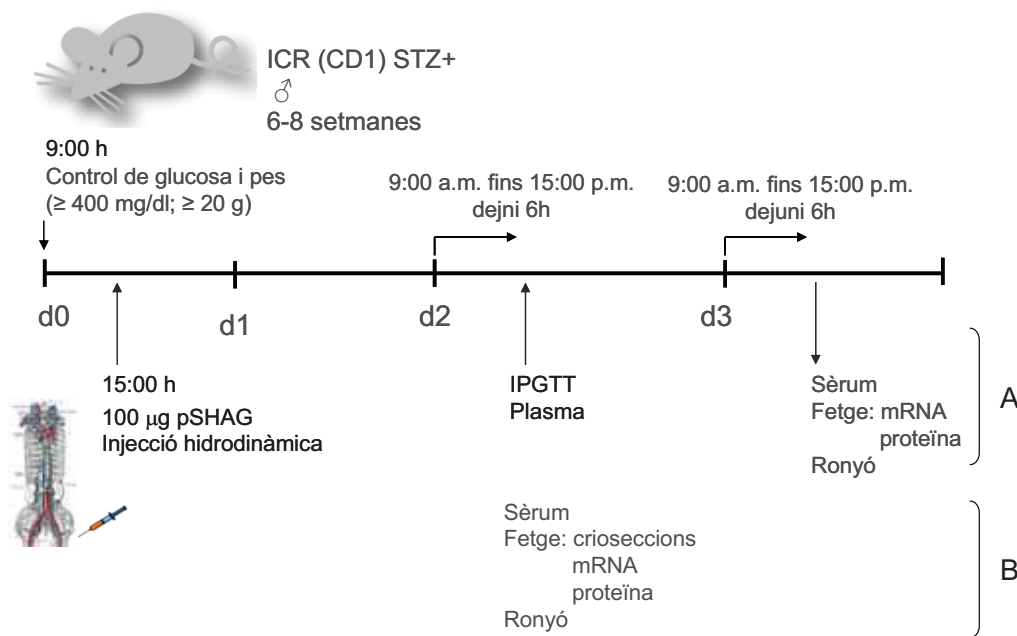 ICR (CD1) STZ+
♂
6-8 setmanes
9:00 h
Control de glucosa i pes
(≥ 400 mg/dl; ≥ 20 g)
9:00 a.m. fins 15:00 p.m.
dejni 6h
9:00 a.m. fins 15:00 p.m.
dejuni 6h
d0
d1
d2
d3
15:00 h
100 µg pSHAG
Injecció hidrodinàmica
IPGTT
Plasma
Sèrum
Fetge: mRNA
proteïna
Ronyó
A
Sèrum
Fetge: crioseccions
mRNA
proteïna
Ronyó
B